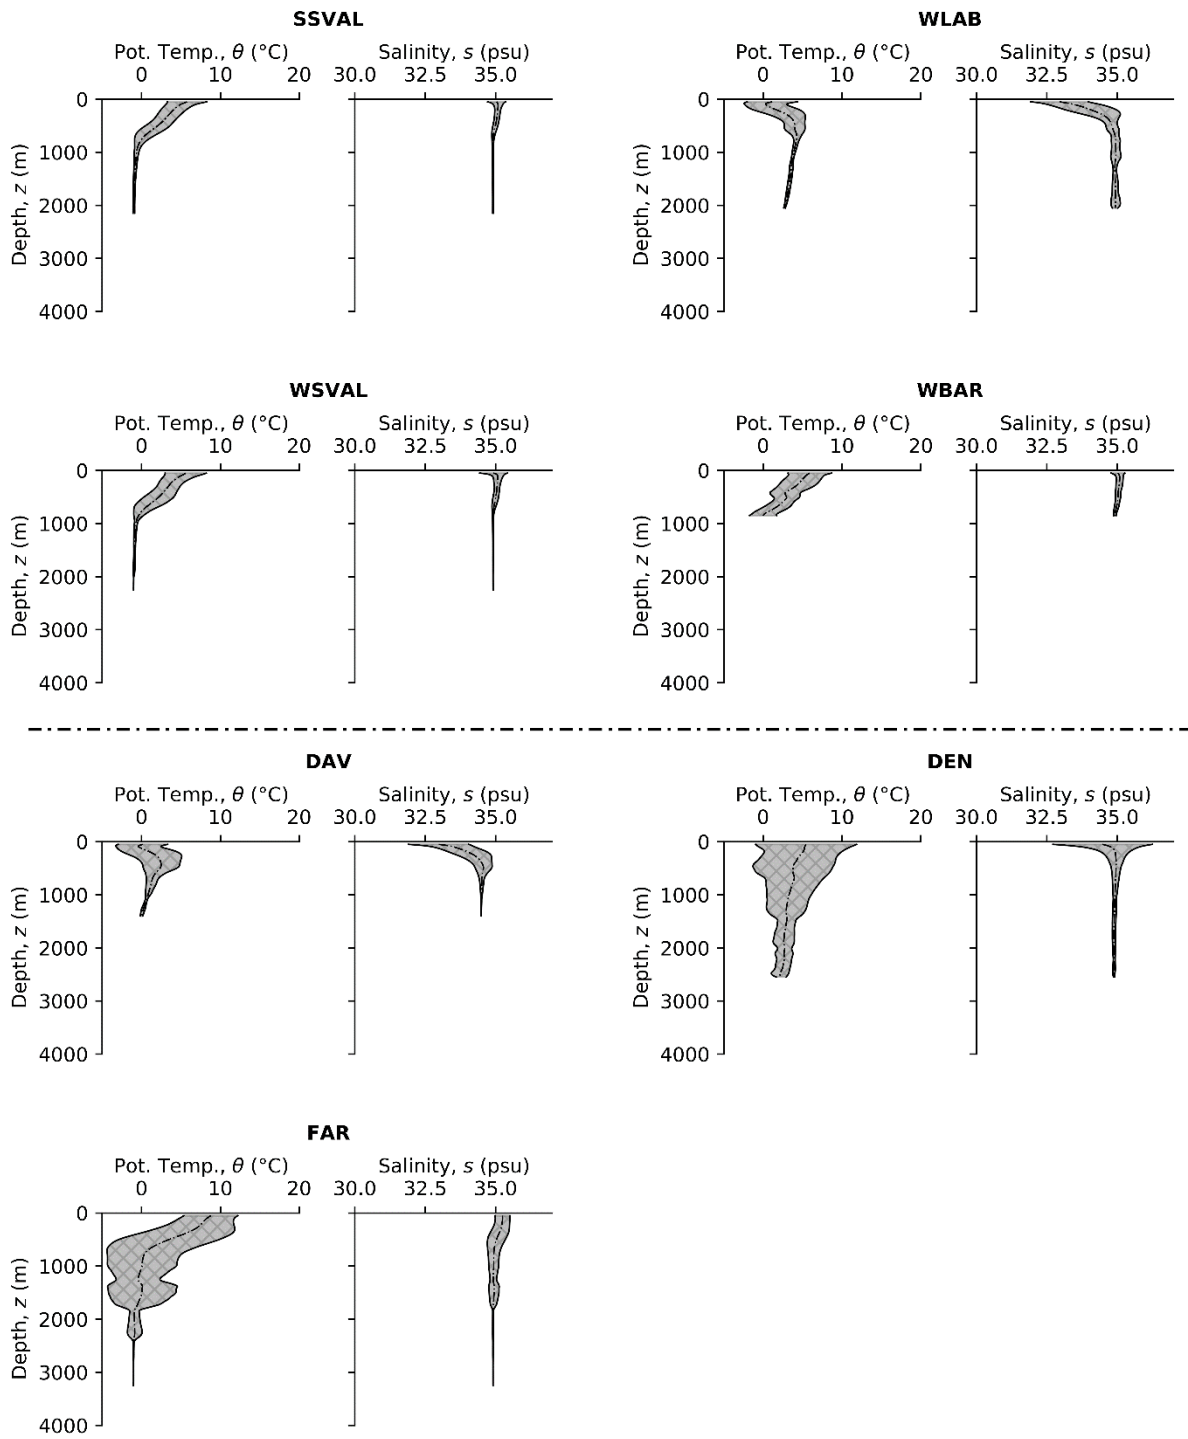 SSVAL
Pot. Temp., θ (°C)
Salinity, s (psu)
0 10 20
30.0 32.5 35.0
0
1000
2000
3000
4000
Depth, z (m)
WLAB
Pot. Temp., θ (°C)
Salinity, s (psu)
0 10 20
30.0 32.5 35.0
0
1000
2000
3000
4000
Depth, z (m)
WSVAL
Pot. Temp., θ (°C)
Salinity, s (psu)
0 10 20
30.0 32.5 35.0
0
1000
2000
3000
4000
Depth, z (m)
WBAR
Pot. Temp., θ (°C)
Salinity, s (psu)
0 10 20
30.0 32.5 35.0
0
1000
2000
3000
4000
Depth, z (m)
DAV
Pot. Temp., θ (°C)
Salinity, s (psu)
0 10 20
30.0 32.5 35.0
0
1000
2000
3000
4000
Depth, z (m)
DEN
Pot. Temp., θ (°C)
Salinity, s (psu)
0 10 20
30.0 32.5 35.0
0
1000
2000
3000
4000
Depth, z (m)
FAR
Pot. Temp., θ (°C)
Salinity, s (psu)
0 10 20
30.0 32.5 35.0
0
1000
2000
3000
4000
Depth, z (m)